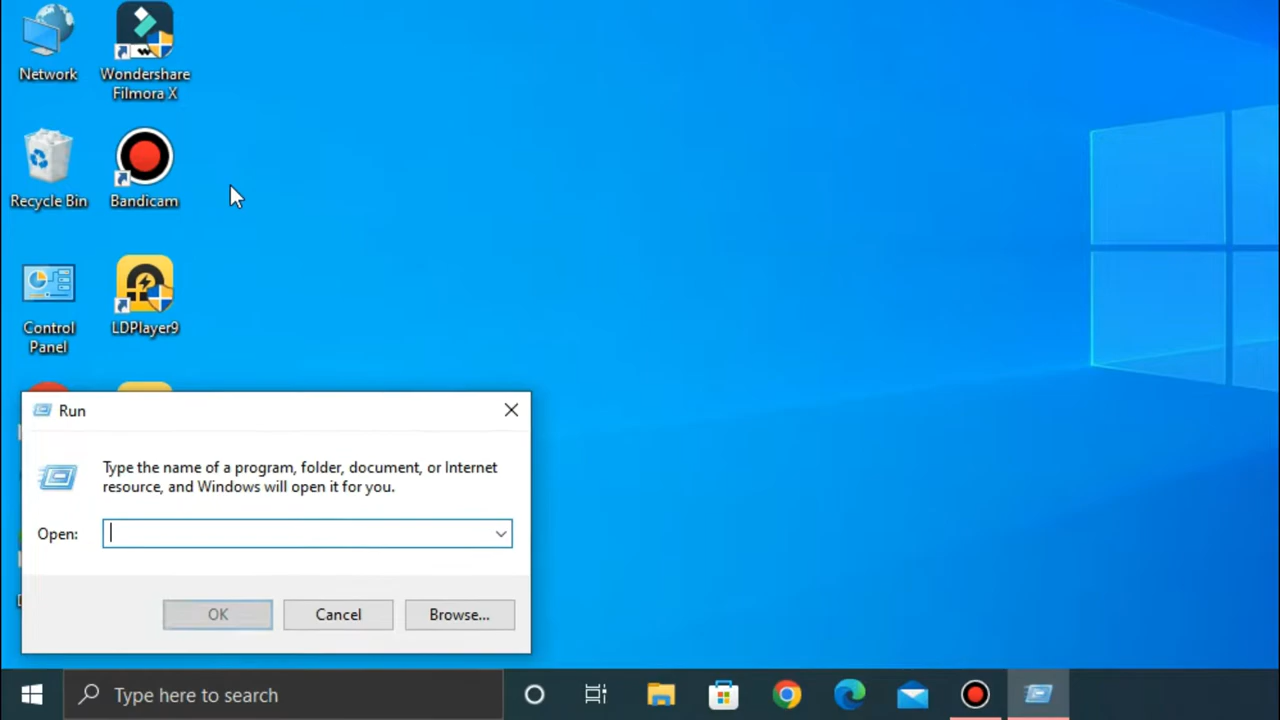 Network
Wondershare
Filmora X
Recycle Bin
Bandicam
Control
Panel
LDPlayer9
Run
Type the name of a program, folder, document, or Internet
resource, and Windows will open it for you.
Open:
OK
Cancel
Browse...
Type here to search